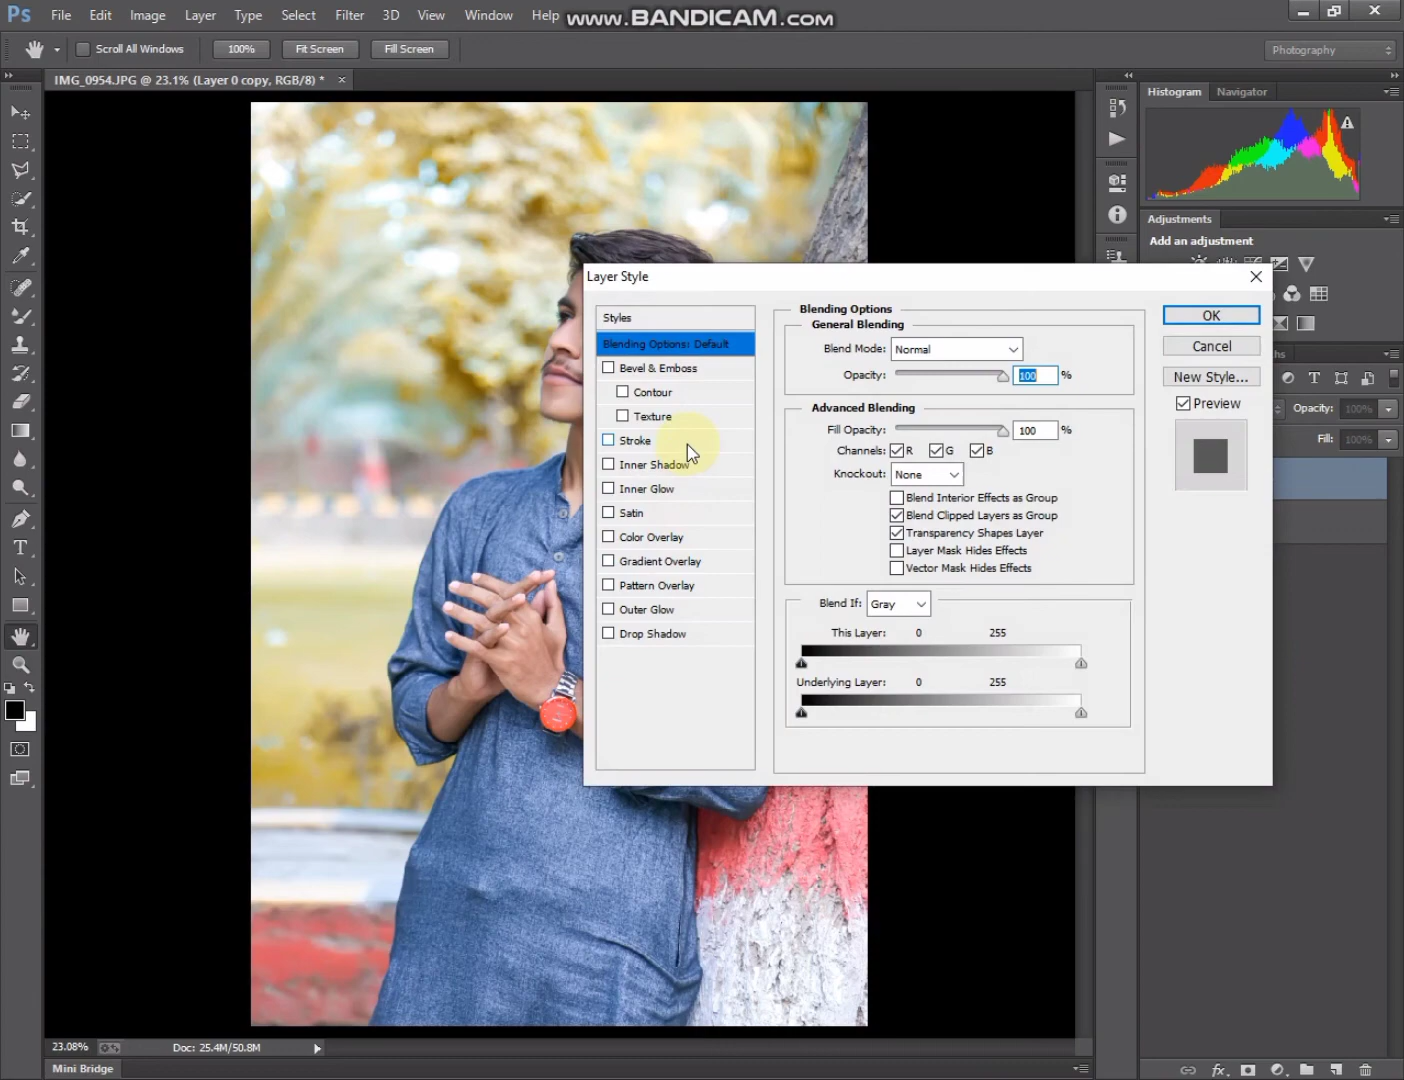 Ps File Edit Image Layer Type Select Filter 3D View Window Help
www.BANDICAM.com
Scroll All Windows 100% Fit Screen Fill Screen Photography
IMG_0954.JPG @ 23.1% (Layer 0 copy, RGB/8) * ×
Histogram Navigator
Adjustments
Add an adjustment
Layer Style
Styles
Blending Options: Default
Bevel & Emboss
Contour
Texture
Stroke
Inner Shadow
Inner Glow
Satin
Color Overlay
Gradient Overlay
Pattern Overlay
Outer Glow
Drop Shadow
Blending Options
General Blending
Blend Mode: Normal
Opacity: 100 %
Advanced Blending
Fill Opacity: 100 %
Channels: R G B
Knockout: None
Blend Interior Effects as Group
Blend Clipped Layers as Group
Transparency Shapes Layer
Layer Mask Hides Effects
Vector Mask Hides Effects
Blend If: Gray
This Layer: 0 255
Underlying Layer: 0 255
OK
Cancel
New Style...
Preview
Opacity: 100%
Fill: 100%
23.08% Doc: 25.4M/50.8M
Mini Bridge